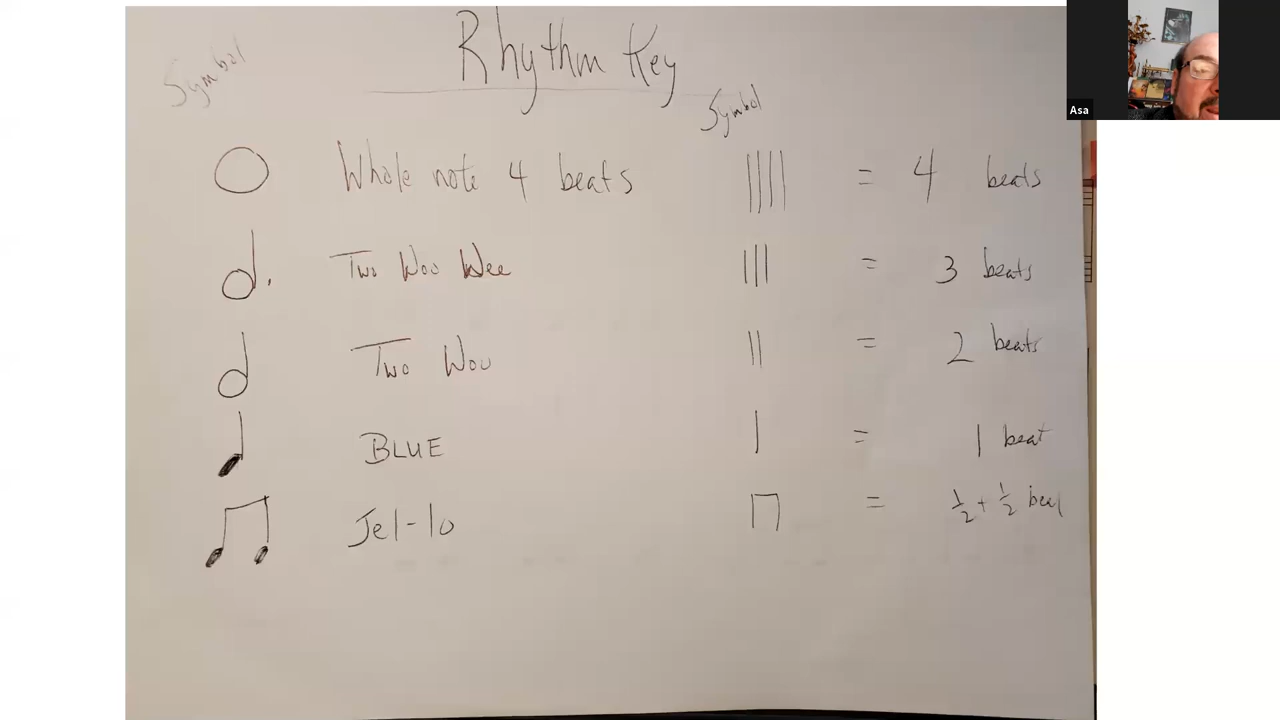 Rhythm Key
Symbol
Symbol
Whole note 4 beats = 4 beats
Two Woo Wee = 3 beats
Two Woo = 2 beats
BLUE = 1 beat
Jel-lo = ½ + ½ beat
Asa